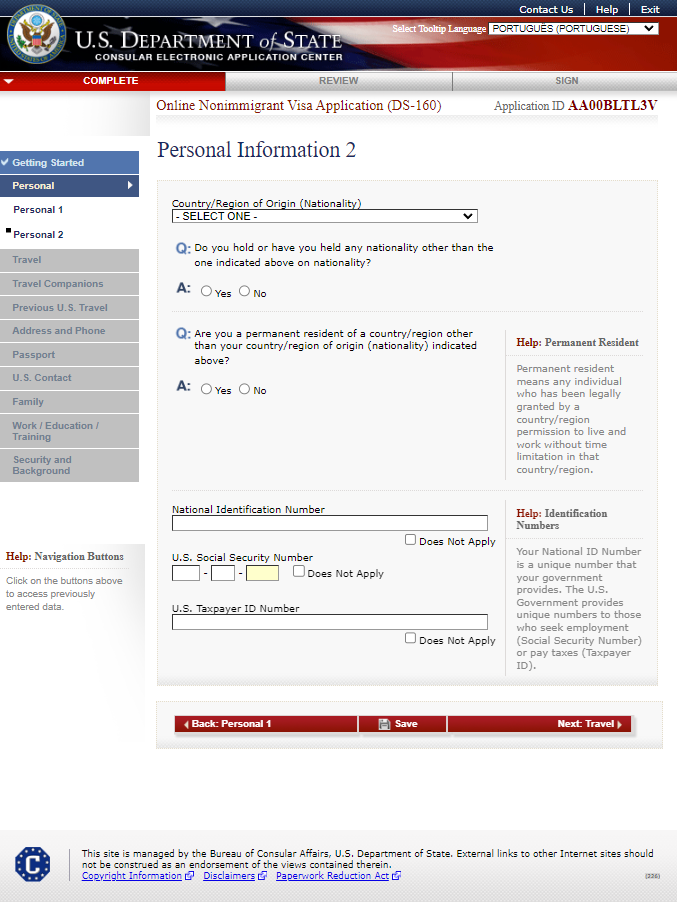 Contact Us | Help | Exit
Select Tooltip Language PORTUGUÊS (PORTUGUESE)
U.S. DEPARTMENT of STATE
CONSULAR ELECTRONIC APPLICATION CENTER
COMPLETE REVIEW SIGN
Online Nonimmigrant Visa Application (DS-160) Application ID AA00BLTL3V
Personal Information 2
Getting Started
Personal
Personal 1
Personal 2
Travel
Travel Companions
Previous U.S. Travel
Address and Phone
Passport
U.S. Contact
Family
Work / Education /
Training
Security and
Background
Help: Navigation Buttons
Click on the buttons above
to access previously
entered data.
Country/Region of Origin (Nationality)
- SELECT ONE -
Q: Do you hold or have you held any nationality other than the
one indicated above on nationality?
A: Yes No
Q: Are you a permanent resident of a country/region other
than your country/region of origin (nationality) indicated
above?
A: Yes No
Help: Permanent Resident
Permanent resident
means any individual
who has been legally
granted by a
country/region
permission to live and
work without time
limitation in that
country/region.
National Identification Number
Does Not Apply
U.S. Social Security Number
- - Does Not Apply
U.S. Taxpayer ID Number
Does Not Apply
Help: Identification
Numbers
Your National ID Number
is a unique number that
your government
provides. The U.S.
Government provides
unique numbers to those
who seek employment
(Social Security Number)
or pay taxes (Taxpayer
ID).
Back: Personal 1 Save Next: Travel
C
This site is managed by the Bureau of Consular Affairs, U.S. Department of State. External links to other Internet sites should
not be construed as an endorsement of the views contained therein.
Copyright Information Disclaimers Paperwork Reduction Act